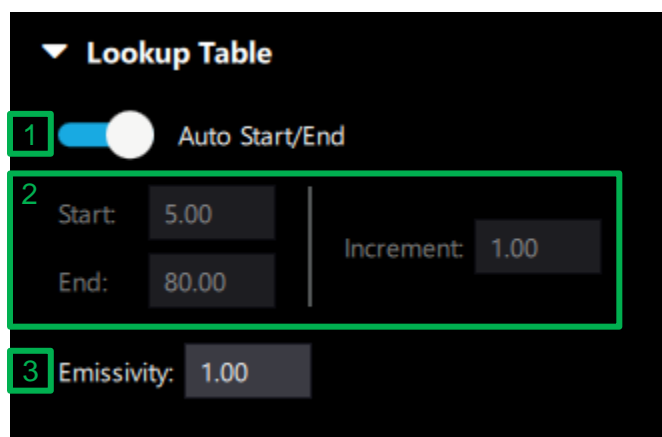 Lookup Table
1 Auto Start/End
2
Start: 5.00
Increment: 1.00
End: 80.00
3 Emissivity: 1.00